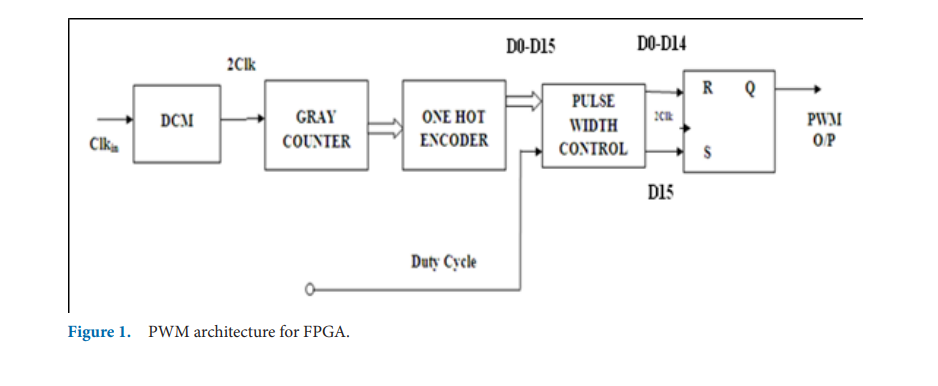 D0-D15
D0-D14
2Clk
DCM
Clkin
GRAY
COUNTER
ONE HOT
ENCODER
PULSE
WIDTH
CONTROL
2Clk
R Q
S
PWM
O/P
D15
Duty Cycle
Figure 1. PWM architecture for FPGA.